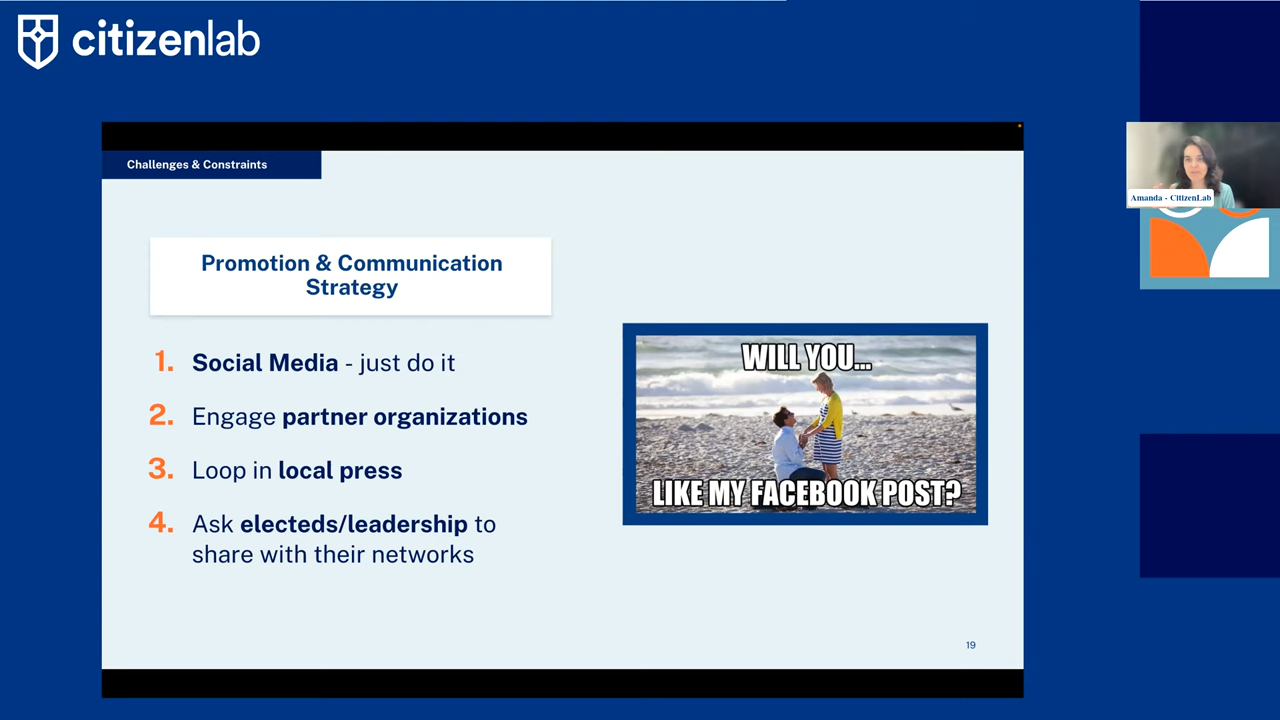 citizenlab
Challenges & Constraints
Promotion & Communication
Strategy
1. Social Media - just do it
2. Engage partner organizations
3. Loop in local press
4. Ask electeds/leadership to
share with their networks
WILL YOU...
LIKE MY FACEBOOK POST?
19
Amanda - CitizenLab